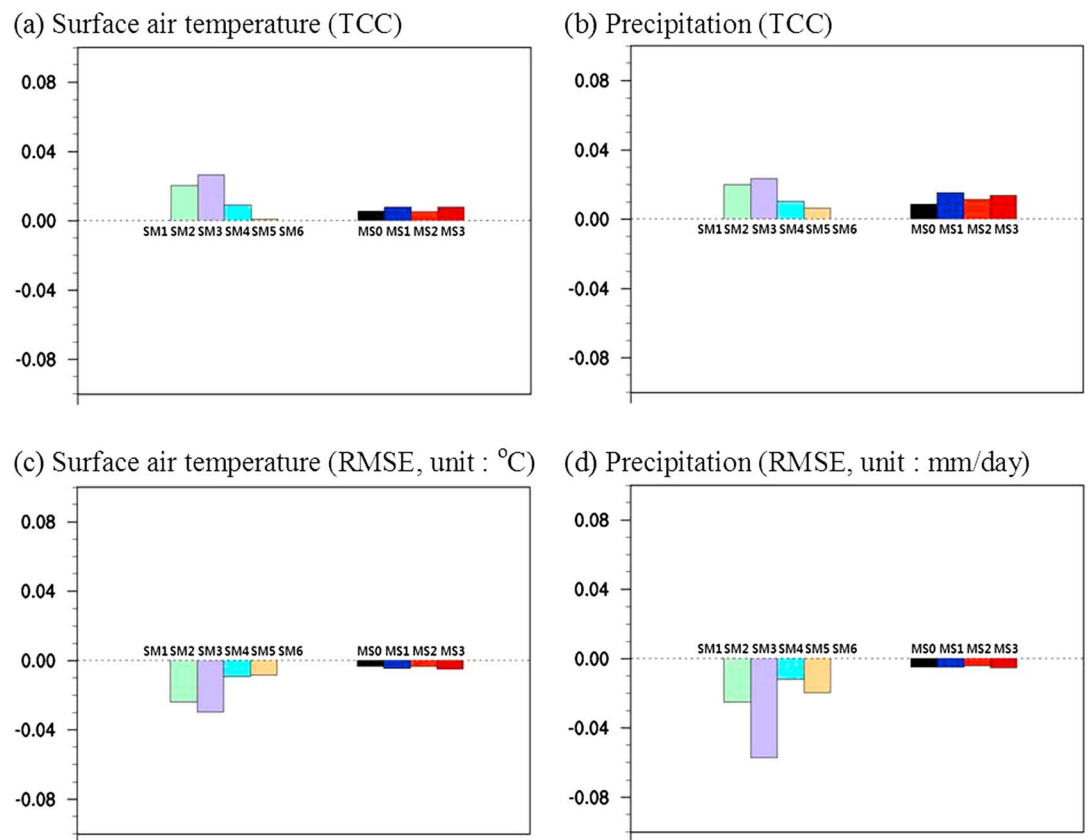 (a) Surface air temperature (TCC)
0.08
0.04
0.00
-0.04
-0.08
SM1 SM2 SM3 SM4 SM5 SM6
MS0 MS1 MS2 MS3
(b) Precipitation (TCC)
0.08
0.04
0.00
-0.04
-0.08
SM1 SM2 SM3 SM4 SM5 SM6
MS0 MS1 MS2 MS3
(c) Surface air temperature (RMSE, unit : °C)
0.08
0.04
0.00
-0.04
-0.08
SM1 SM2 SM3 SM4 SM5 SM6
MS0 MS1 MS2 MS3
(d) Precipitation (RMSE, unit : mm/day)
0.08
0.04
0.00
-0.04
-0.08
SM1 SM2 SM3 SM4 SM5 SM6
MS0 MS1 MS2 MS3